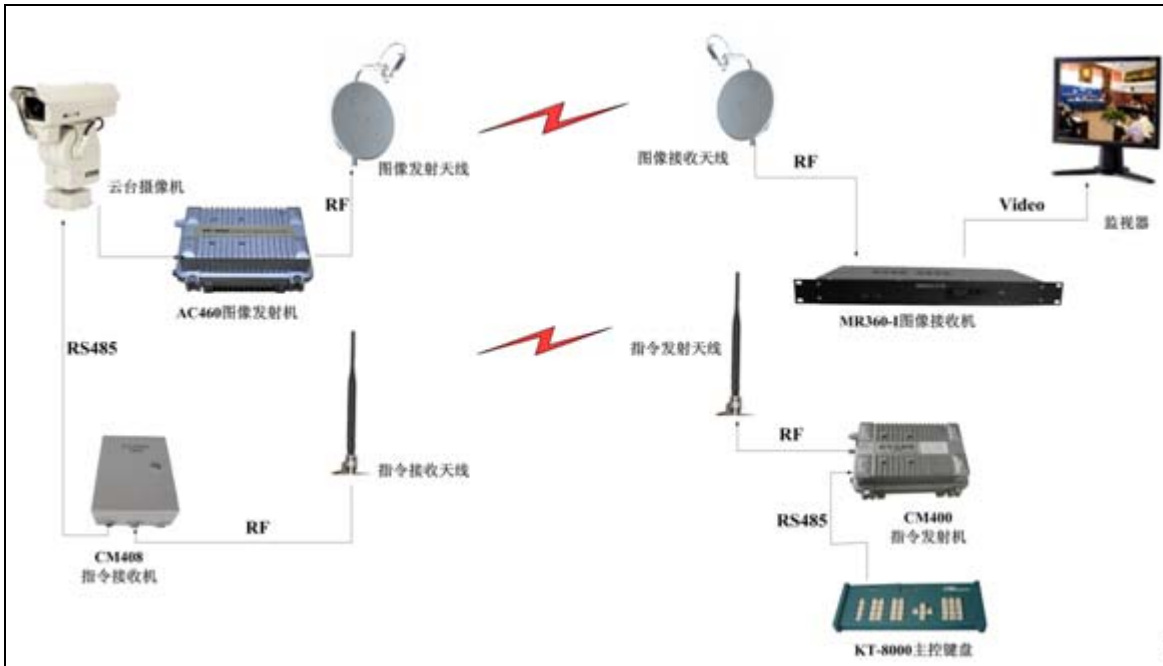 图像发射天线
图像接收天线
RF
云台摄像机
RF
Video
监视器
AC460图像发射机
MR360-I图像接收机
RS485
指令发射天线
RF
指令接收天线
RS485
CM400
指令发射机
RF
CM408
指令接收机
KT-8000主控键盘